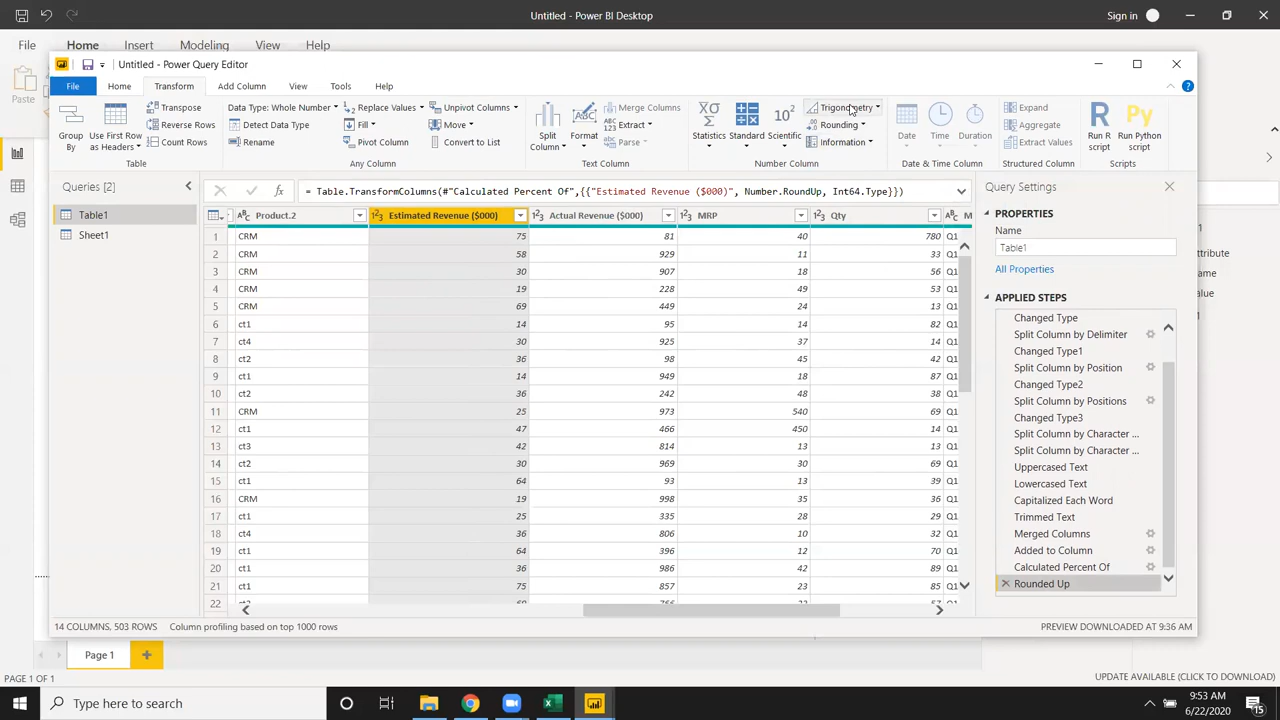 Untitled - Power BI Desktop
Sign in
File Home Insert Modeling View Help
Untitled - Power Query Editor
File Home Transform Add Column View Tools Help
Paste
Group By
Use First Row as Headers
Transpose
Reverse Rows
Count Rows
Table
Data Type: Whole Number
Detect Data Type
Rename
Replace Values
Fill
Pivot Column
Unpivot Columns
Move
Convert to List
Any Column
Split Column
Format
Merge Columns
Extract
Parse
Text Column
Statistics
Standard
Scientific
Trigonometry
Rounding
Information
Number Column
Date
Time
Duration
Date & Time Column
Expand
Aggregate
Extract Values
Structured Column
Run R script
Run Python script
Scripts
Queries [2]
Table1
Sheet1
= Table.TransformColumns(#"Calculated Percent Of",{{"Estimated Revenue ($000)", Number.RoundUp, Int64.Type}})
Product.2 Estimated Revenue ($000) Actual Revenue ($000) MRP Qty M
1 CRM 75 81 40 780 Q1
2 CRM 58 929 11 33 Q1
3 CRM 30 907 18 56 Q1
4 CRM 19 228 49 53 Q1
5 CRM 69 449 24 13 Q1
6 ct1 14 95 14 82 Q1
7 ct4 30 925 37 14 Q1
8 ct2 36 98 45 42 Q1
9 ct1 14 949 18 87 Q1
10 ct2 36 242 48 38 Q1
11 CRM 25 973 540 69 Q1
12 ct1 47 466 450 14 Q1
13 ct3 42 814 13 13 Q1
14 ct2 30 969 30 69 Q1
15 ct1 64 93 13 39 Q1
16 CRM 19 998 35 36 Q1
17 ct1 25 335 28 29 Q1
18 ct4 36 806 10 32 Q1
19 ct1 64 396 12 70 Q1
20 ct1 36 986 42 89 Q1
21 ct1 75 857 23 85 Q1
22
Query Settings
PROPERTIES
Name
Table1
All Properties
APPLIED STEPS
Changed Type
Split Column by Delimiter
Changed Type1
Split Column by Position
Changed Type2
Split Column by Positions
Changed Type3
Split Column by Character ...
Split Column by Character ...
Uppercased Text
Lowercased Text
Capitalized Each Word
Trimmed Text
Merged Columns
Added to Column
Calculated Percent Of
Rounded Up
14 COLUMNS, 503 ROWS
Column profiling based on top 1000 rows
PREVIEW DOWNLOADED AT 9:36 AM
Page 1
PAGE 1 OF 1
UPDATE AVAILABLE (CLICK TO DOWNLOAD)
Type here to search
9:53 AM
6/22/2020
15